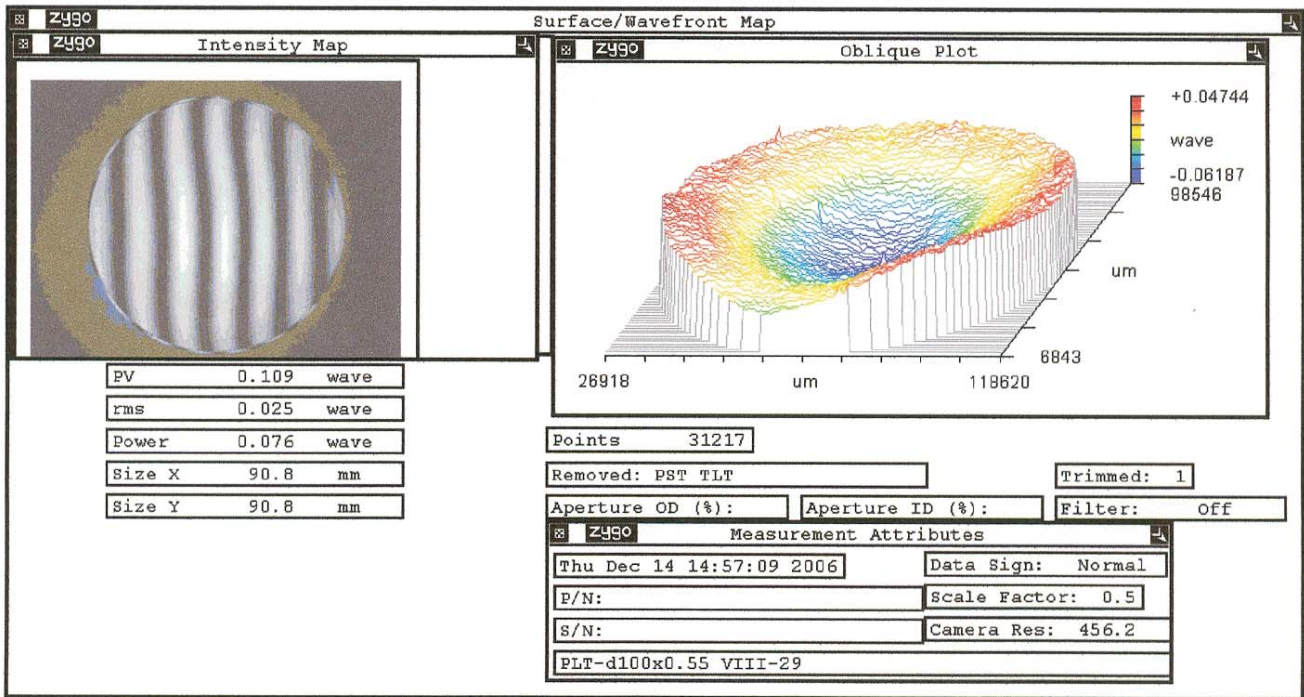 zygo Surface/Wavefront Map
zygo Intensity Map
zygo Oblique Plot
+0.04744
wave
-0.06187
98546
um
6843
26918 um 118620
PV 0.109 wave
rms 0.025 wave
Power 0.076 wave
Size X 90.8 mm
Size Y 90.8 mm
Points 31217
Removed: PST TLT Trimmed: 1
Aperture OD (%): Aperture ID (%): Filter: Off
zygo Measurement Attributes
Thu Dec 14 14:57:09 2006 Data Sign: Normal
P/N: Scale Factor: 0.5
S/N: Camera Res: 456.2
PLT-d100x0.55 VIII-29